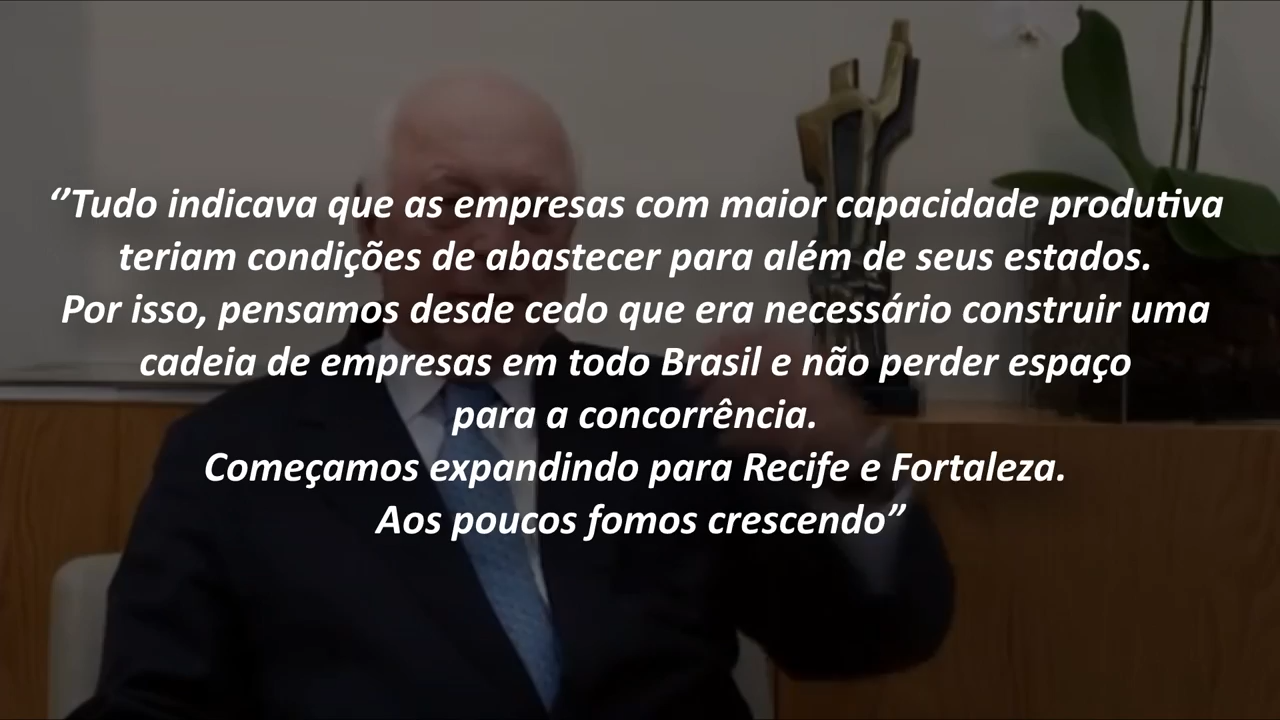 “Tudo indicava que as empresas com maior capacidade produtiva
teriam condições de abastecer para além de seus estados.
Por isso, pensamos desde cedo que era necessário construir uma
cadeia de empresas em todo Brasil e não perder espaço
para a concorrência.
Começamos expandindo para Recife e Fortaleza.
Aos poucos fomos crescendo”